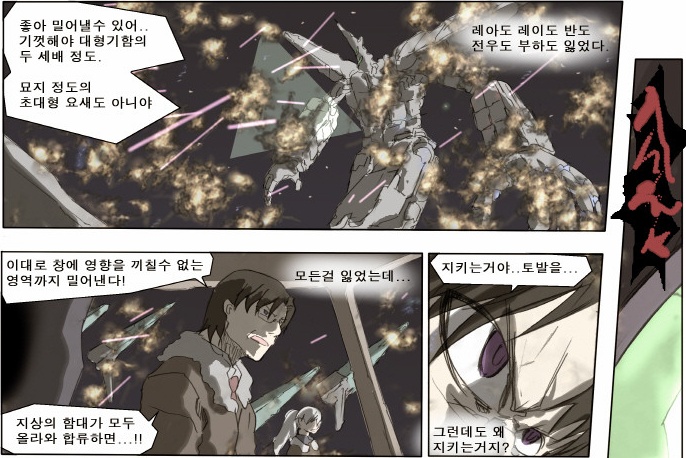 좋아 밀어낼수 있어..
기껏해야 대형기함의
두 세배 정도.
묘지 정도의
초대형 요새도 아니야
레아도 레이도 반도
전우도 부하도 잃었다.
이대로 창에 영향을 끼칠수 없는
영역까지 밀어낸다!
모든걸 잃었는데...
지상의 함대가 모두
올라와 합류하면...!!
지키는거야..토발을...
그런데도 왜
지키는거지?